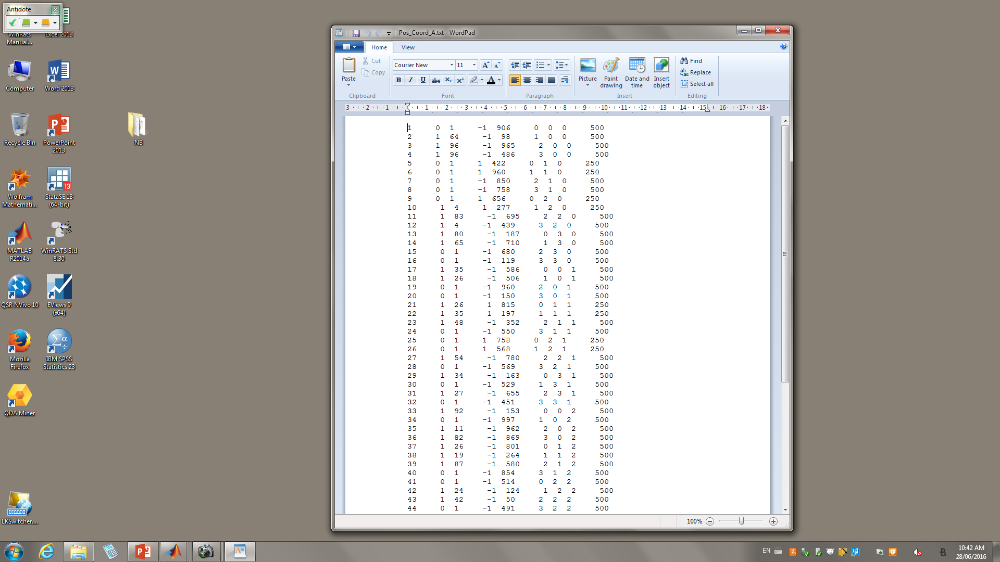 Antidote
WinRats Manual...
Excel 2013
Computer
Word 2013
Recycle Bin
PowerPoint 2013
NB
Wolfram Mathemati...
StataSE 13 (64-bit)
MATLAB R2014a
WinRATS Std 8.30
QSR NVivo 10
EViews 9 (x64)
Mozilla Firefox
IBM SPSS Statistics 23
QDA Miner
LKSwitcher....
Pos_Coord_A.txt - WordPad
Home View
Paste
Cut
Copy
Clipboard
Courier New 11
Font
Paragraph
Picture
Paint drawing
Date and time
Insert object
Insert
Find
Replace
Select all
Editing
3 2 1 1 2 3 4 5 6 7 8 9 10 11 12 13 14 15 16 17 18
1 0 1 -1 906 0 0 0 500
2 1 64 -1 98 1 0 0 500
3 1 96 -1 965 2 0 0 500
4 1 96 -1 486 3 0 0 500
5 0 1 1 422 0 1 0 250
6 0 1 1 960 1 1 0 250
7 0 1 -1 850 2 1 0 500
8 0 1 -1 758 3 1 0 500
9 0 1 1 656 0 2 0 250
10 1 4 1 277 1 2 0 250
11 1 83 -1 695 2 2 0 500
12 1 4 -1 439 3 2 0 500
13 1 80 -1 187 0 3 0 500
14 1 65 -1 710 1 3 0 500
15 0 1 -1 680 2 3 0 500
16 0 1 -1 119 3 3 0 500
17 1 35 -1 586 0 0 1 500
18 1 26 -1 506 1 0 1 500
19 0 1 -1 960 2 0 1 500
20 0 1 -1 150 3 0 1 500
21 1 26 1 815 0 1 1 250
22 1 35 1 197 1 1 1 250
23 1 48 -1 352 2 1 1 500
24 0 1 -1 550 3 1 1 500
25 0 1 1 758 0 2 1 250
26 0 1 1 568 1 2 1 250
27 1 54 -1 780 2 2 1 500
28 0 1 -1 569 3 2 1 500
29 1 34 -1 163 0 3 1 500
30 0 1 -1 529 1 3 1 500
31 1 27 -1 655 2 3 1 500
32 0 1 -1 451 3 3 1 500
33 1 92 -1 153 0 0 2 500
34 0 1 -1 997 1 0 2 500
35 1 11 -1 962 2 0 2 500
36 1 82 -1 869 3 0 2 500
37 1 26 -1 801 0 1 2 500
38 1 19 -1 264 1 1 2 500
39 1 87 -1 580 2 1 2 500
40 0 1 -1 854 3 1 2 500
41 0 1 -1 514 0 2 2 500
42 1 24 -1 124 1 2 2 500
43 1 42 -1 50 2 2 2 500
44 0 1 -1 491 3 2 2 500
100%
EN
10:42 AM
28/06/2016